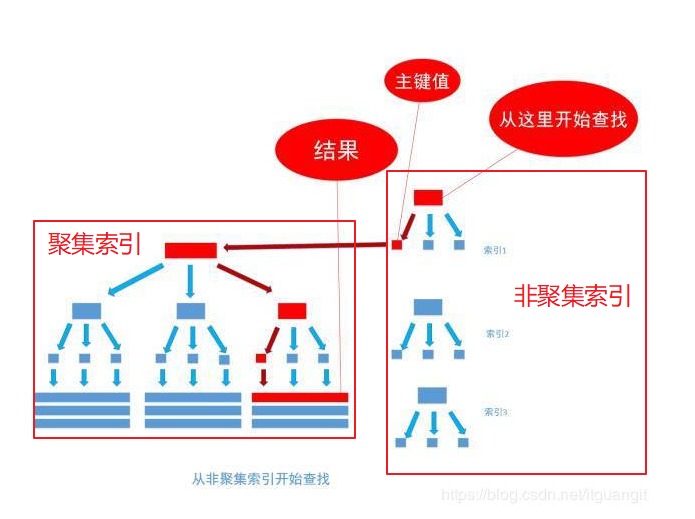 主键值
从这里开始查找
结果
聚集索引
索引1
非聚集索引
索引2
索引3
从非聚集索引开始查找
https://blog.csdn.net/itguangit